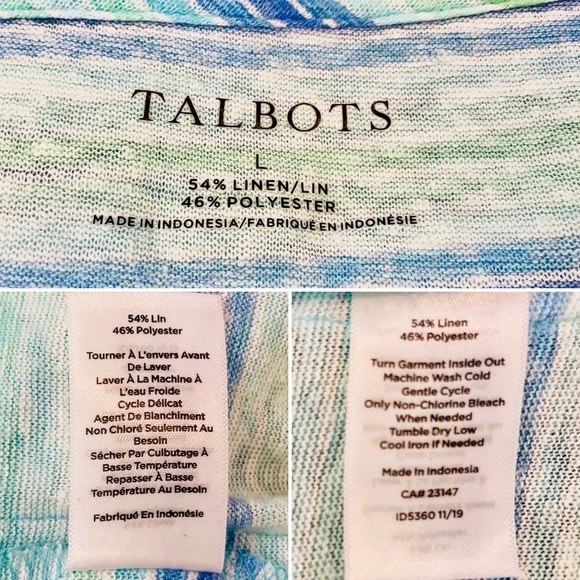 TALBOTS
L
54% LINEN/LIN
46% POLYESTER
MADE IN INDONESIA/FABRIQUÉ EN INDONÉSIE
54% Lin
46% Polyester
Tourner À L'envers Avant
De Laver
Laver À La Machine À
L'eau Froide
Cycle Délicat
Agent De Blanchiment
Non Chloré Seulement Au
Besoin
Sécher Par Culbutage À
Basse Température
Repasser À Basse
Température Au Besoin
Fabriqué En Indonésie
54% Linen
46% Polyester
Turn Garment Inside Out
Machine Wash Cold
Gentle Cycle
Only Non-Chlorine Bleach
When Needed
Tumble Dry Low
Cool Iron If Needed
Made In Indonesia
CA# 23147
ID5360 11/19